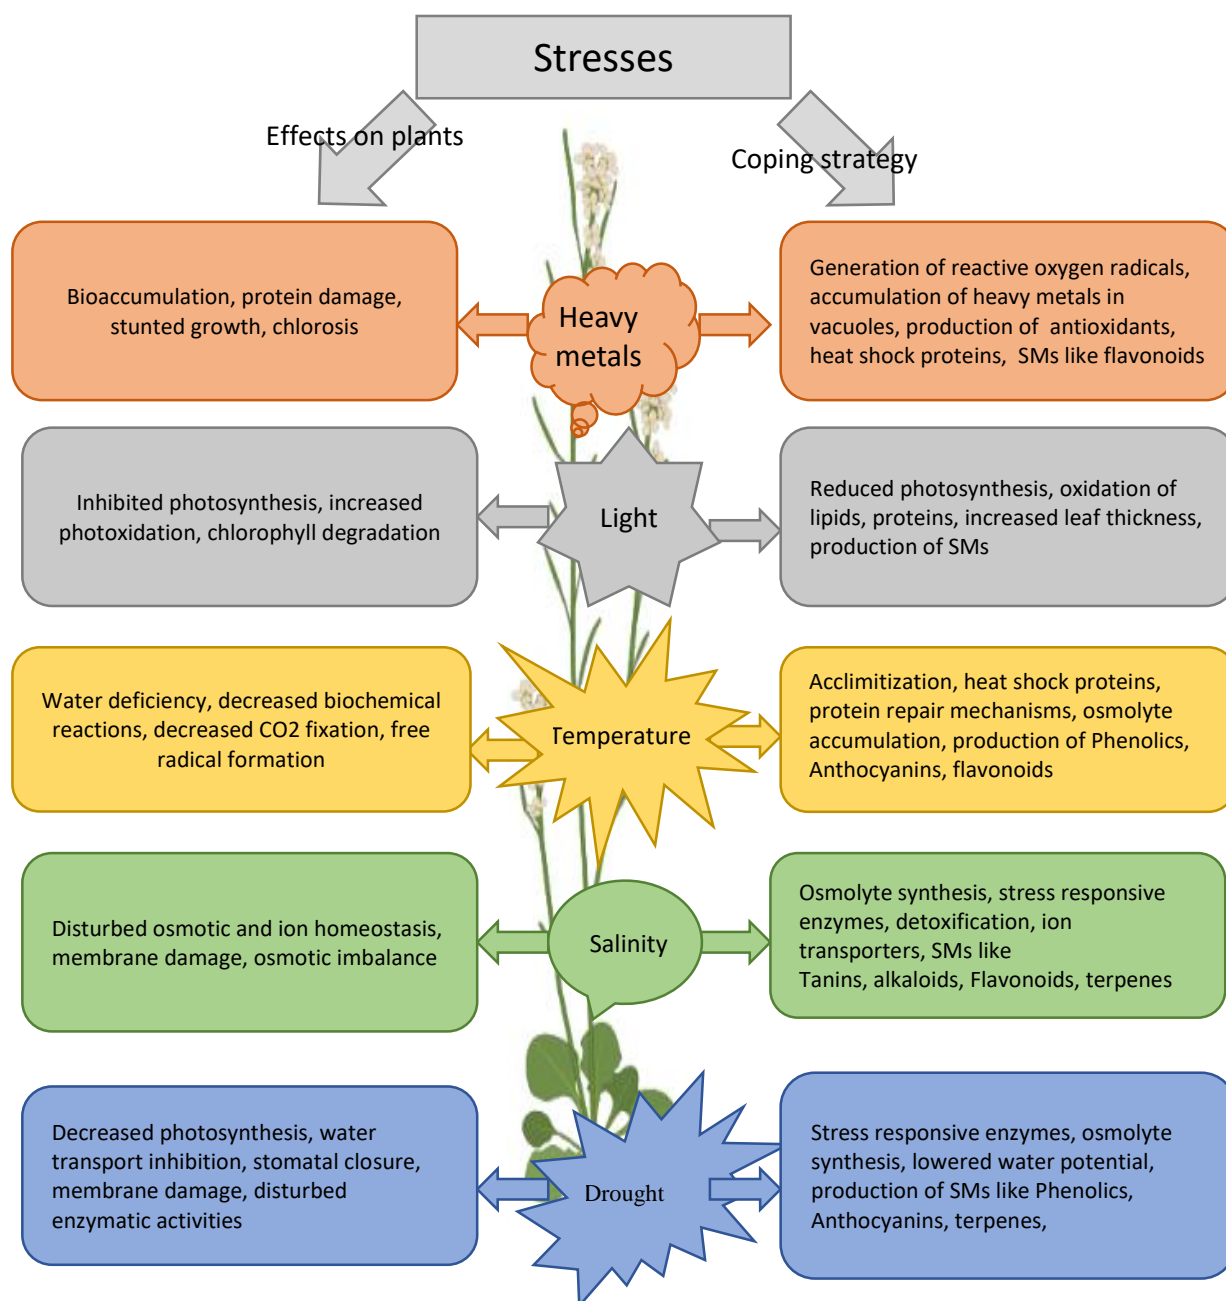 Stresses
Effects on plants
Coping strategy
Bioaccumulation, protein damage,
stunted growth, chlorosis
Heavy
metals
Generation of reactive oxygen radicals,
accumulation of heavy metals in
vacuoles, production of antioxidants,
heat shock proteins, SMs like flavonoids
Inhibited photosynthesis, increased
photoxidation, chlorophyll degradation
Light
Reduced photosynthesis, oxidation of
lipids, proteins, increased leaf thickness,
production of SMs
Water deficiency, decreased biochemical
reactions, decreased CO2 fixation, free
radical formation
Temperature
Acclimitization, heat shock proteins,
protein repair mechanisms, osmolyte
accumulation, production of Phenolics,
Anthocyanins, flavonoids
Disturbed osmotic and ion homeostasis,
membrane damage, osmotic imbalance
Salinity
Osmolyte synthesis, stress responsive
enzymes, detoxification, ion
transporters, SMs like
Tanins, alkaloids, Flavonoids, terpenes
Decreased photosynthesis, water
transport inhibition, stomatal closure,
membrane damage, disturbed
enzymatic activities
Drought
Stress responsive enzymes, osmolyte
synthesis, lowered water potential,
production of SMs like Phenolics,
Anthocyanins, terpenes,